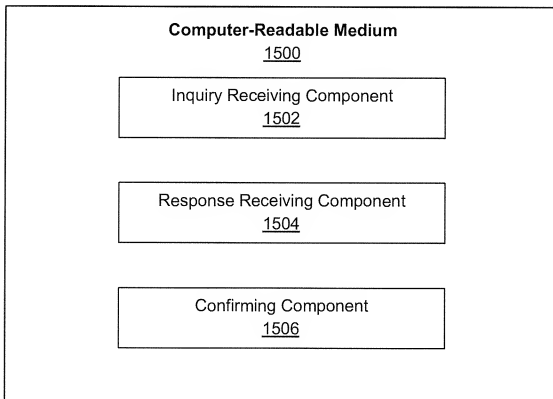 Computer-Readable Medium
1500
Inquiry Receiving Component
1502
Response Receiving Component
1504
Confirming Component
1506